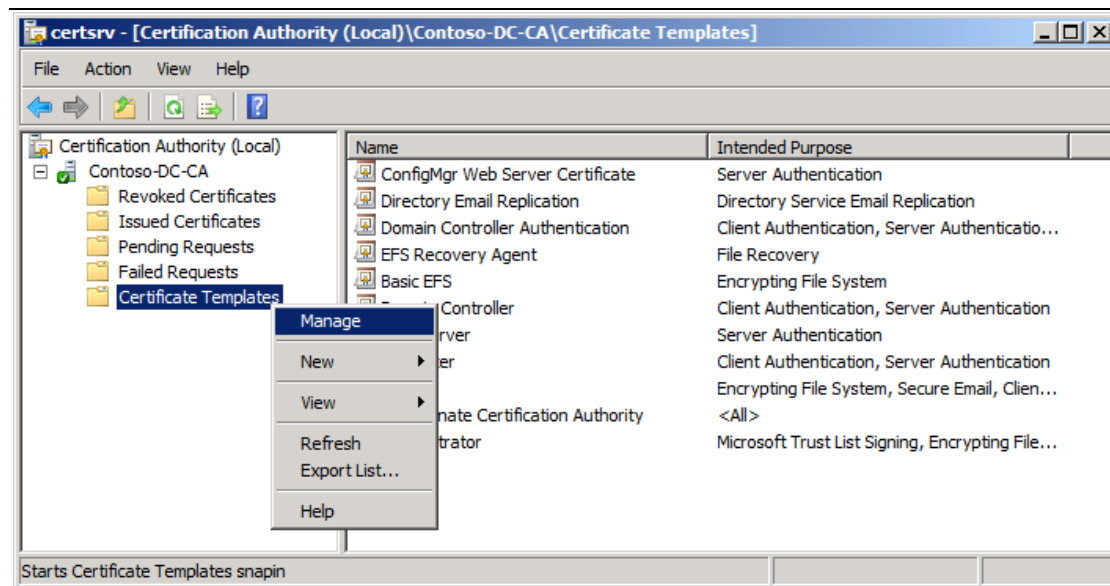 certsrv - [Certification Authority (Local)\Contoso-DC-CA\Certificate Templates]
File Action View Help
Certification Authority (Local)
Contoso-DC-CA
Revoked Certificates
Issued Certificates
Pending Requests
Failed Requests
Certificate Templates
Name Intended Purpose
ConfigMgr Web Server Certificate Server Authentication
Directory Email Replication Directory Service Email Replication
Domain Controller Authentication Client Authentication, Server Authenticatio...
EFS Recovery Agent File Recovery
Basic EFS Encrypting File System
Controller Client Authentication, Server Authentication
Server Authentication
Client Authentication, Server Authentication
Encrypting File System, Secure Email, Clien...
Certification Authority <All>
Microsoft Trust List Signing, Encrypting File...
Manage
New
View
Refresh
Export List...
Help
Starts Certificate Templates snapin